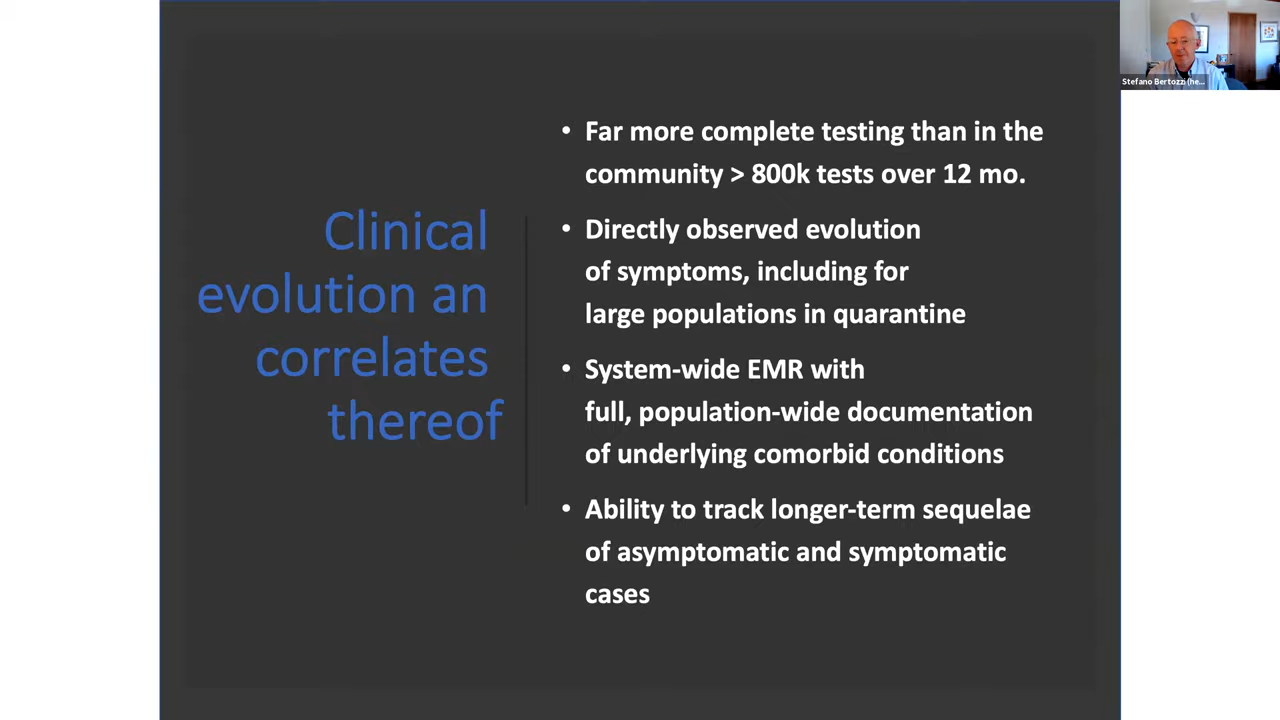 Clinical
evolution an
correlates
thereof
• Far more complete testing than in the
community > 800k tests over 12 mo.
• Directly observed evolution
of symptoms, including for
large populations in quarantine
• System-wide EMR with
full, population-wide documentation
of underlying comorbid conditions
• Ability to track longer-term sequelae
of asymptomatic and symptomatic
cases
Stefano Bertozzi (he...